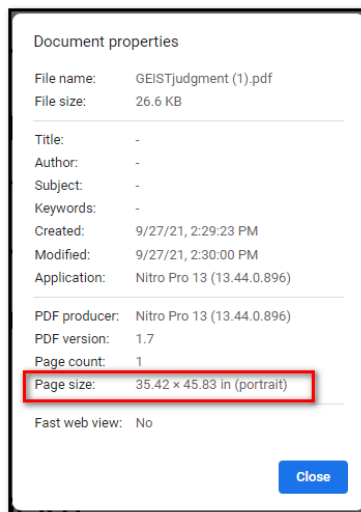 Document properties
File name: GEISTjudgment (1).pdf
File size: 26.6 KB
Title: -
Author: -
Subject: -
Keywords: -
Created: 9/27/21, 2:29:23 PM
Modified: 9/27/21, 2:30:00 PM
Application: Nitro Pro 13 (13.44.0.896)
PDF producer: Nitro Pro 13 (13.44.0.896)
PDF version: 1.7
Page count: 1
Page size: 35.42 × 45.83 in (portrait)
Fast web view: No
Close